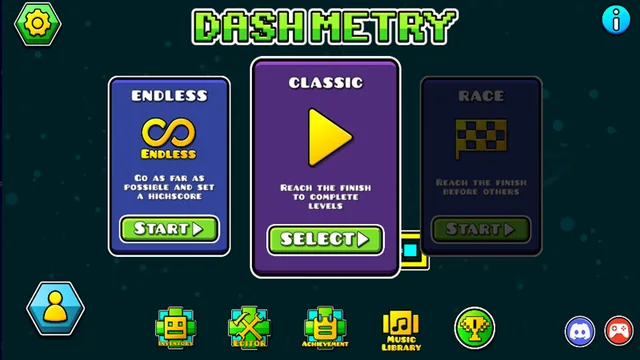 DASHMETRY
ENDLESS
ENDLESS
GO AS FAR AS
POSSIBLE AND SET
A HIGHSCORE
START
CLASSIC
REACH THE FINISH
TO COMPLETE
LEVELS
SELECT
RACE
REACH THE FINISH
BEFORE OTHERS
START
INVENTORY
EDITOR
ACHIEVEMENT
MUSIC
LIBRARY
i